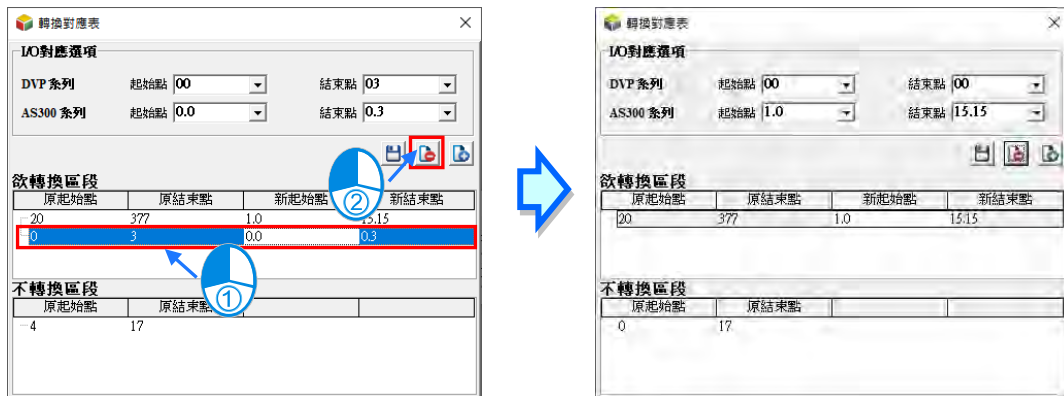 轉換對應表
I/O對應選項
DVP 系列 起始點 00 結束點 03
AS300 系列 起始點 0.0 結束點 0.3
②
欲轉換區段
原起始點 原結束點 新起始點 新結束點
20 377 1.0 15.15
0 3 0.0 0.3
①
不轉換區段
原起始點 原結束點
4 17
轉換對應表
I/O對應選項
DVP 系列 起始點 00 結束點 00
AS300 系列 起始點 1.0 結束點 15.15
欲轉換區段
原起始點 原結束點 新起始點 新結束點
20 377 1.0 15.15
不轉換區段
原起始點 原結束點
0 17